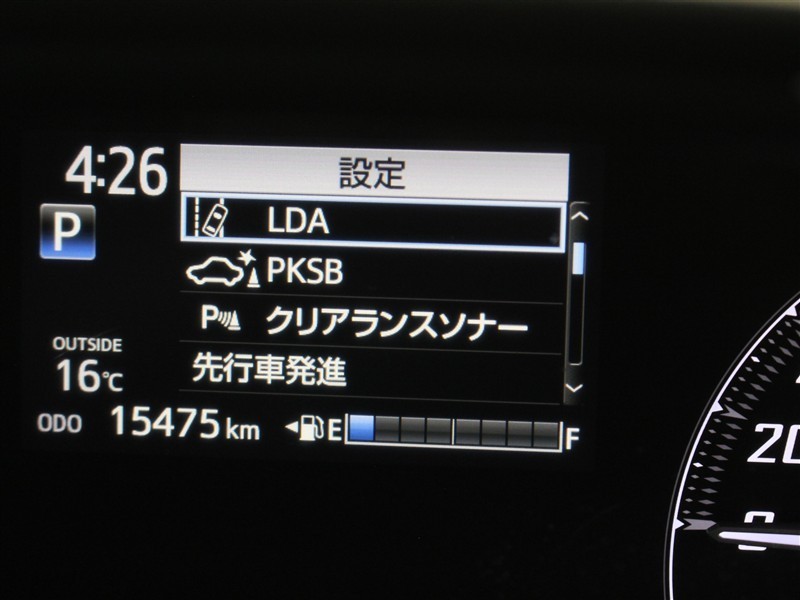 4:26
設定
P
LDA
PKSB
P クリアランスソナー
先行車発進
OUTSIDE
16℃
ODO 15475 km
E F
20
0